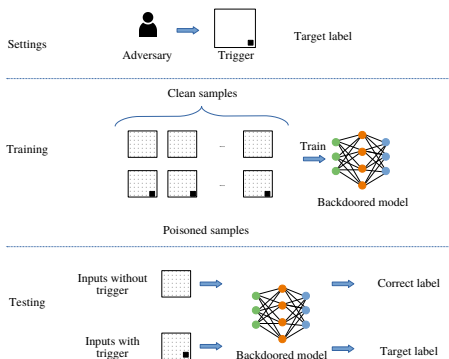 Settings
Adversary
Trigger
Target label
Clean samples
Training
...
...
Train
Backdoored model
Poisoned samples
Testing
Inputs without
trigger
Correct label
Inputs with
trigger
Backdoored model
Target label